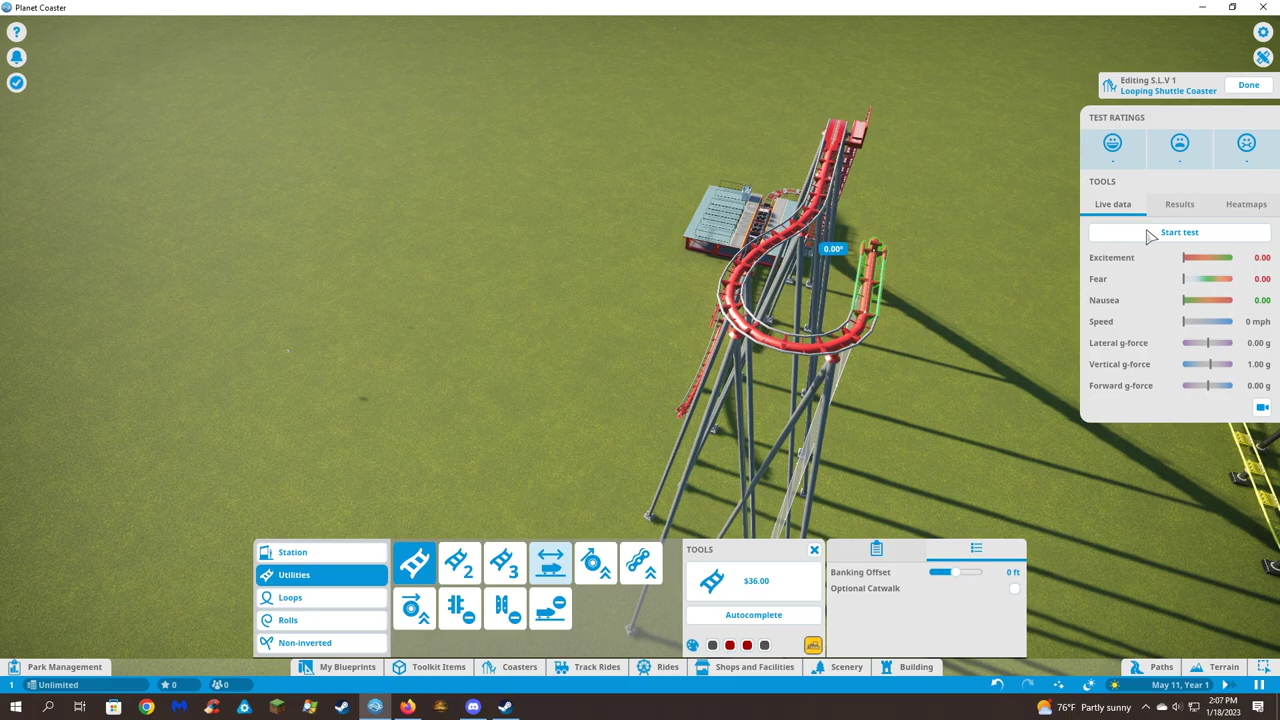 Planet Coaster
?
Editing S.L.V 1
Looping Shuttle Coaster
Done
TEST RATINGS
- - -
TOOLS
Live data Results Heatmaps
Start test
Excitement 0.00
Fear 0.00
Nausea 0.00
Speed 0 mph
Lateral g-force 0.00 g
Vertical g-force 1.00 g
Forward g-force 0.00 g
0.00°
Station
Utilities
Loops
Rolls
Non-inverted
2 3
TOOLS
$36.00
Autocomplete
Banking Offset 0 ft
Optional Catwalk
Park Management My Blueprints Toolkit Items Coasters Track Rides Rides Shops and Facilities Scenery Building Paths Terrain
1 Unlimited 0 0 May 11, Year 1
76°F Partly sunny
2:07 PM
1/18/2023